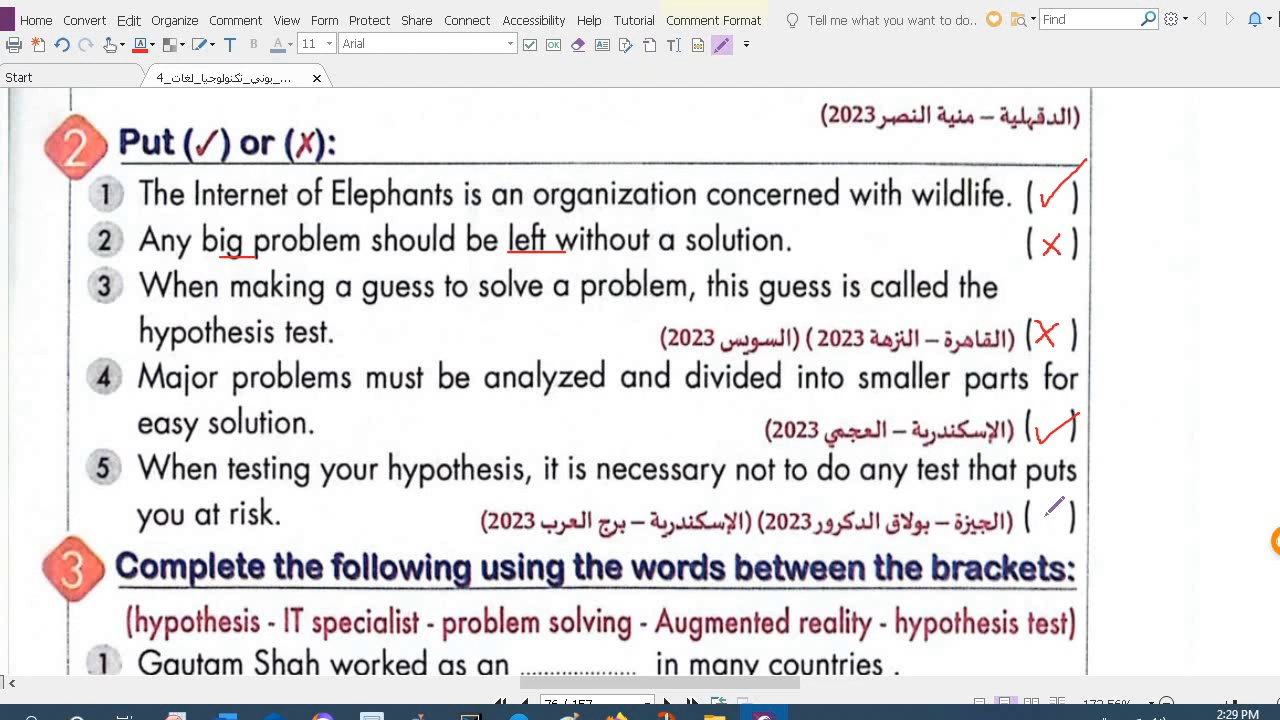 Home Convert Edit Organize Comment View Form Protect Share Connect Accessibility Help Tutorial Comment Format Tell me what you want to do.. Find
11 Arial
Start 4_بوني_تكنولوجيا_لغات_...
(الدقهلية – منية النصر 2023)
2 Put (✓) or (✗):
1 The Internet of Elephants is an organization concerned with wildlife. (✓)
2 Any big problem should be left without a solution. (✗)
3 When making a guess to solve a problem, this guess is called the
hypothesis test. (القاهرة – النزهة 2023) (السويس 2023) (✗)
4 Major problems must be analyzed and divided into smaller parts for
easy solution. (الإسكندرية – العجمي 2023) (✓)
5 When testing your hypothesis, it is necessary not to do any test that puts
you at risk. (الجيزة – بولاق الدكرور 2023) (الإسكندرية – برج العرب 2023) ( )
3 Complete the following using the words between the brackets:
(hypothesis - IT specialist - problem solving - Augmented reality - hypothesis test)
1 Gautam Shah worked as an .................. in many countries .
76 / 157 172.56%
2:29 PM